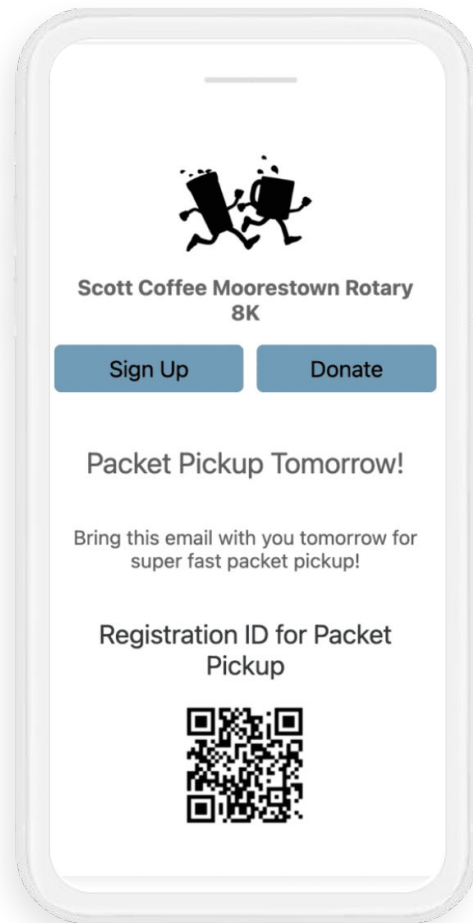 Scott Coffee Moorestown Rotary
8K
Sign Up
Donate
Packet Pickup Tomorrow!
Bring this email with you tomorrow for
super fast packet pickup!
Registration ID for Packet
Pickup